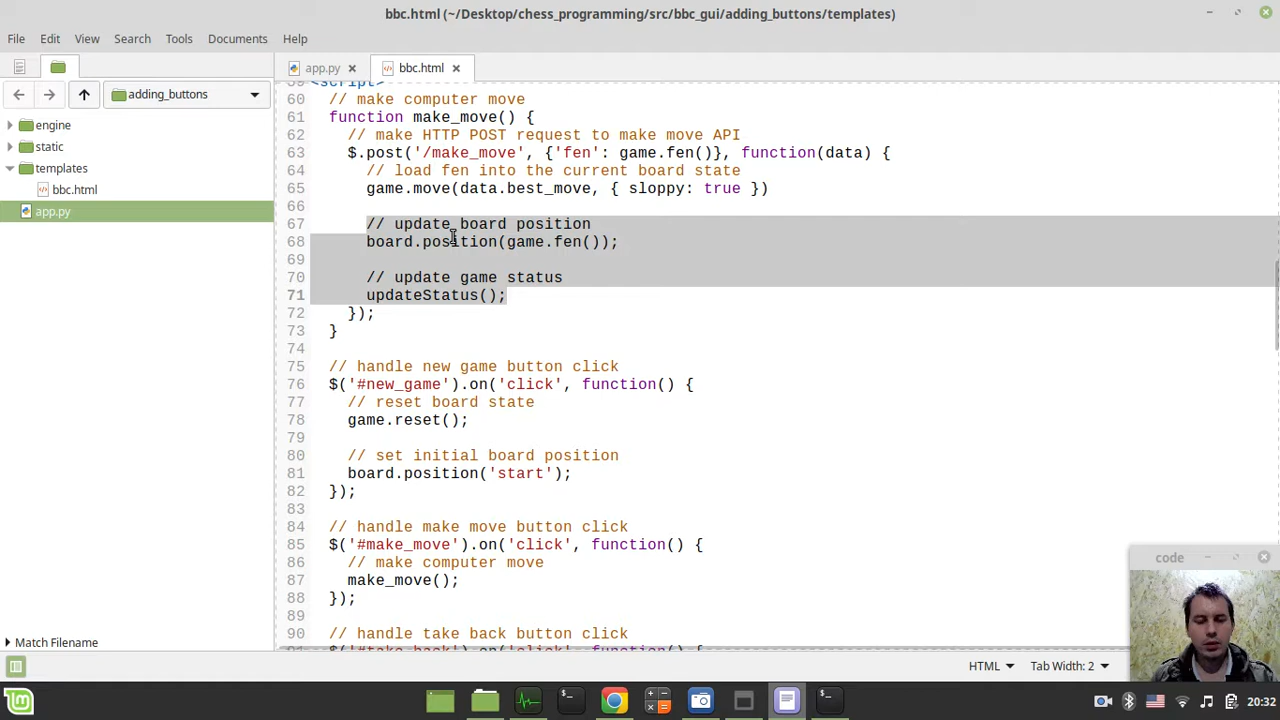 bbc.html (~/Desktop/chess_programming/src/bbc_gui/adding_buttons/templates)
File Edit View Search Tools Documents Help
app.py
bbc.html
adding_buttons
engine
static
templates
bbc.html
app.py
Match Filename
59 <script>
60 // make computer move
61 function make_move() {
62 // make HTTP POST request to make move API
63 $.post('/make_move', {'fen': game.fen()}, function(data) {
64 // load fen into the current board state
65 game.move(data.best_move, { sloppy: true })
66
67 // update board position
68 board.position(game.fen());
69
70 // update game status
71 updateStatus();
72 });
73 }
74
75 // handle new game button click
76 $('#new_game').on('click', function() {
77 // reset board state
78 game.reset();
79
80 // set initial board position
81 board.position('start');
82 });
83
84 // handle make move button click
85 $('#make_move').on('click', function() {
86 // make computer move
87 make_move();
88 });
89
90 // handle take back button click
91 $('#take_back').on('click', function() {
code
HTML
Tab Width: 2
20:32